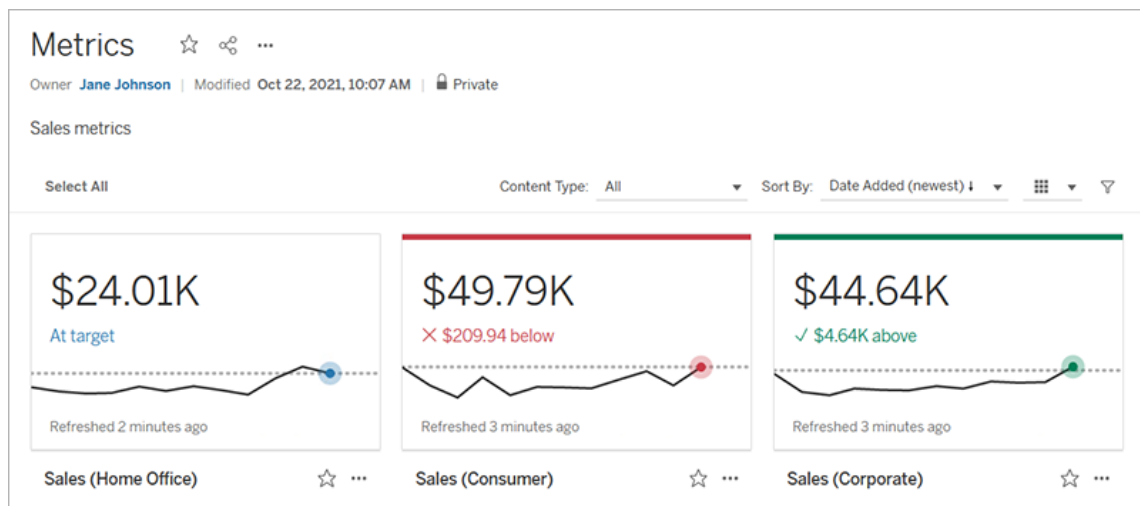 Metrics
Owner Jane Johnson | Modified Oct 22, 2021, 10:07 AM | Private
Sales metrics
Select All Content Type: All Sort By: Date Added (newest) ↓
$24.01K
At target
Refreshed 2 minutes ago
Sales (Home Office)
$49.79K
$209.94 below
Refreshed 3 minutes ago
Sales (Consumer)
$44.64K
$4.64K above
Refreshed 3 minutes ago
Sales (Corporate)